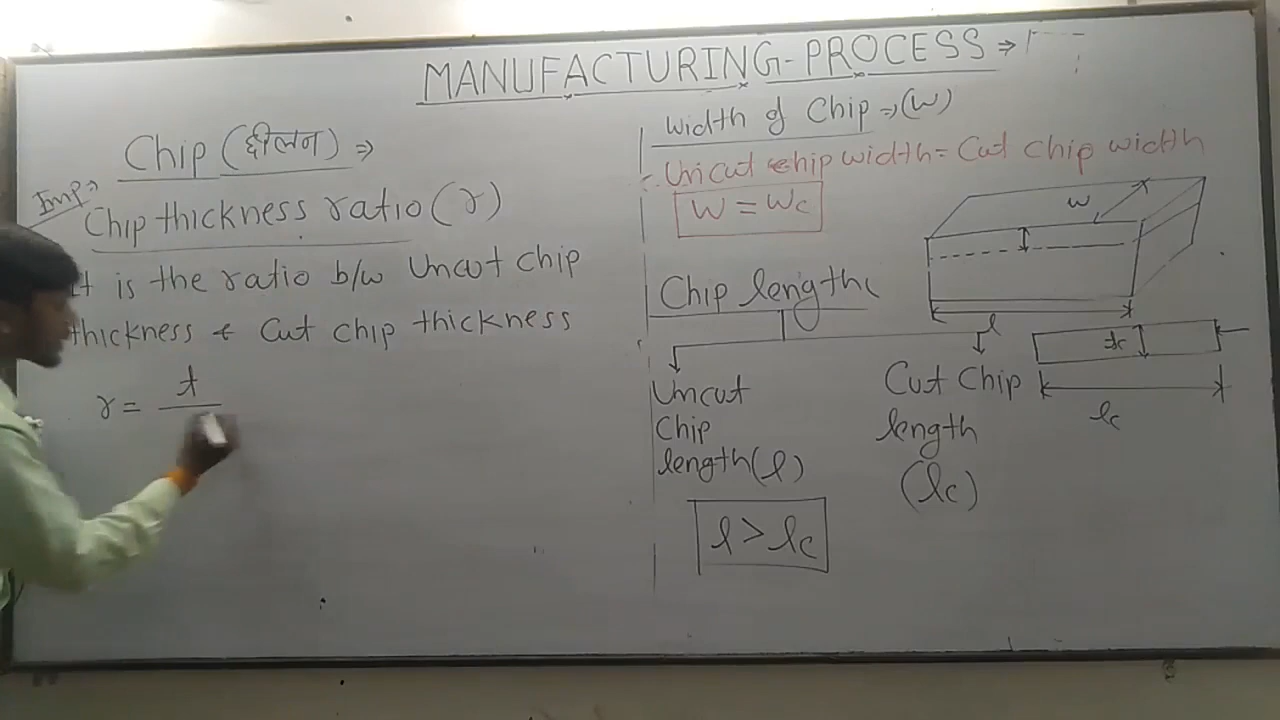 MANUFACTURING-PROCESS ⇒
Chip (छीलन) ⇒
Imp⇒
Chip thickness ratio (r)
It is the ratio b/w Uncut chip
thickness & Cut chip thickness
r = t
width of Chip ⇒ (w)
Uncut chip width = Cut chip width
w = wc
Chip length
Uncut
Chip
length (l)
Cut Chip
length
(lc)
l > lc
w
l
tc
lc